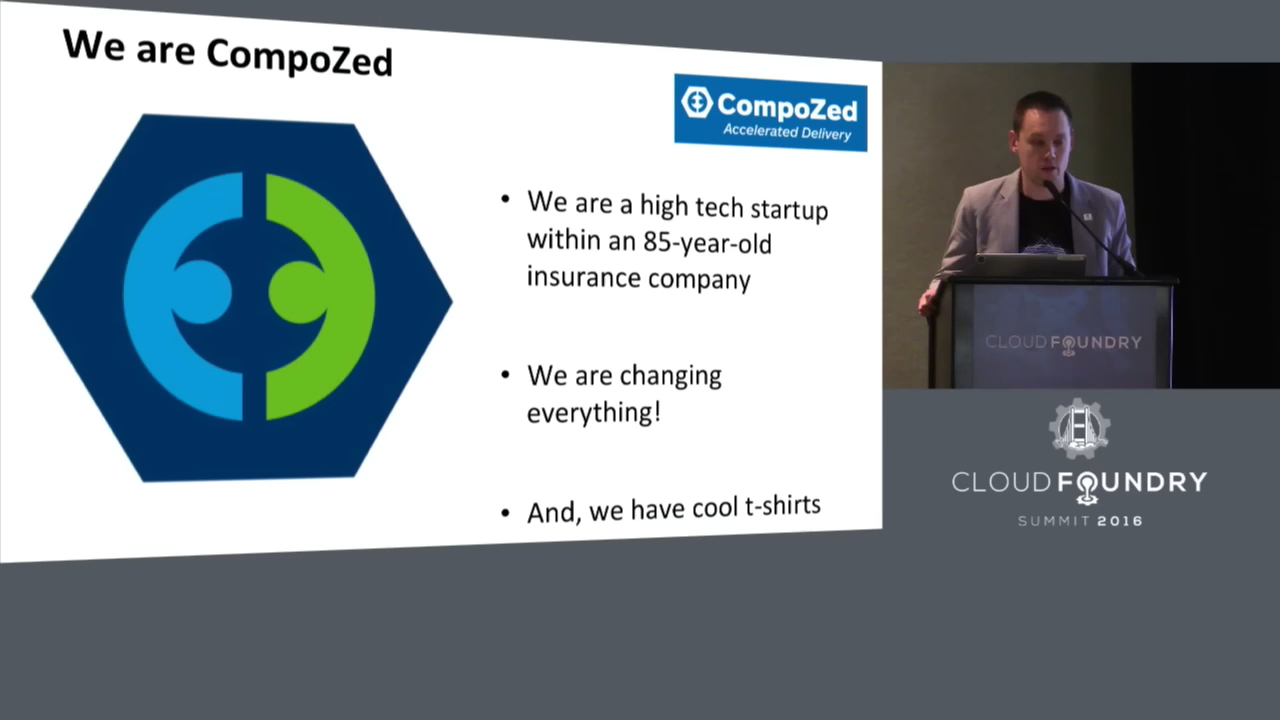 We are CompoZed
CompoZed
Accelerated Delivery
• We are a high tech startup
within an 85-year-old
insurance company
• We are changing
everything!
• And, we have cool t-shirts
CLOUD FOUNDRY
CLOUD FOUNDRY
SUMMIT 2016